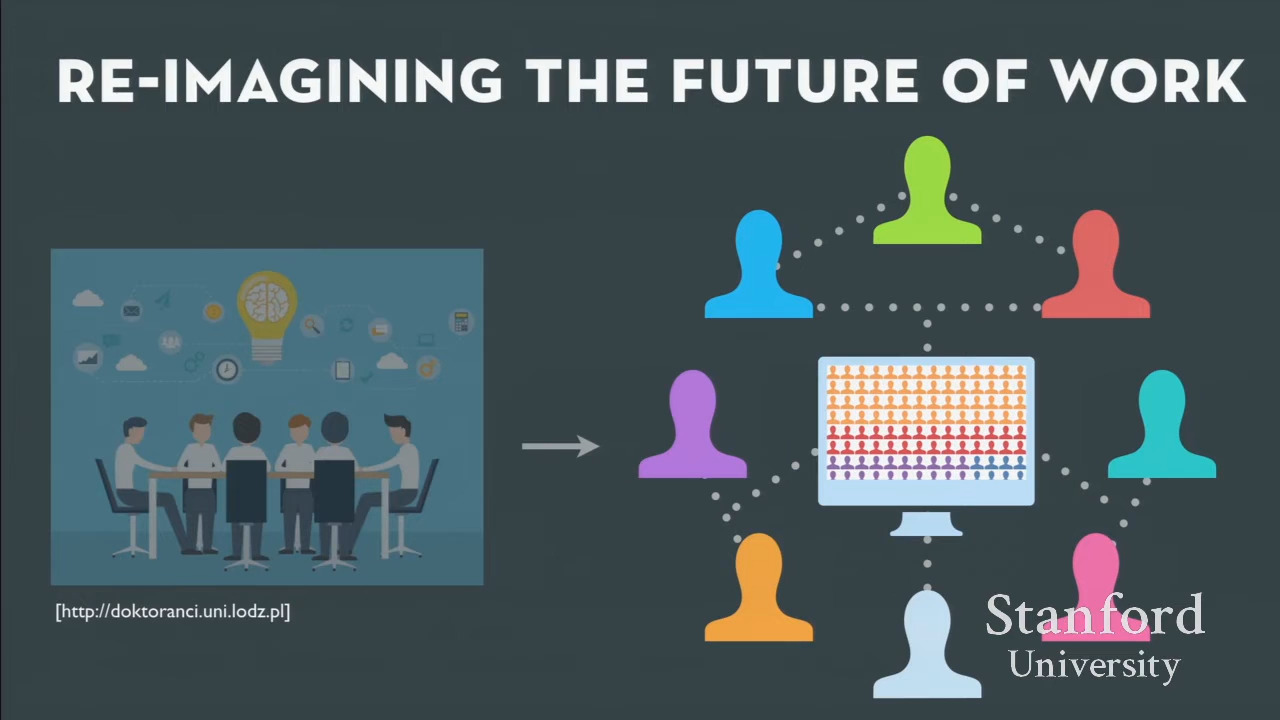 RE-IMAGINING THE FUTURE OF WORK
[http://doktoranci.uni.lodz.pl]
Stanford
University